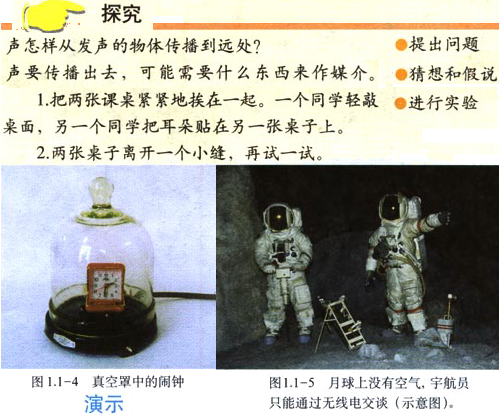 探究
声怎样从发声的物体传播到远处?
●提出问题
声要传播出去，可能需要什么东西来作媒介。
●猜想和假说
1.把两张课桌紧紧地挨在一起。一个同学轻敲
●进行实验
桌面，另一个同学把耳朵贴在另一张桌子上。
2.两张桌子离开一个小缝，再试一试。
图1.1-4 真空罩中的闹钟
演示
图1.1-5 月球上没有空气,宇航员
只能通过无线电交谈（示意图）。